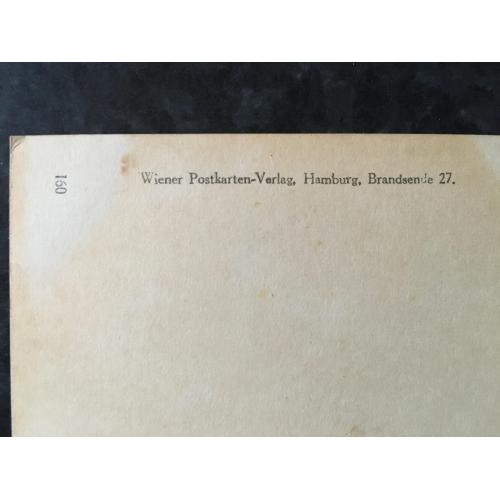 Wiener Postkarten-Verlag, Hamburg, Brandsende 27.
160